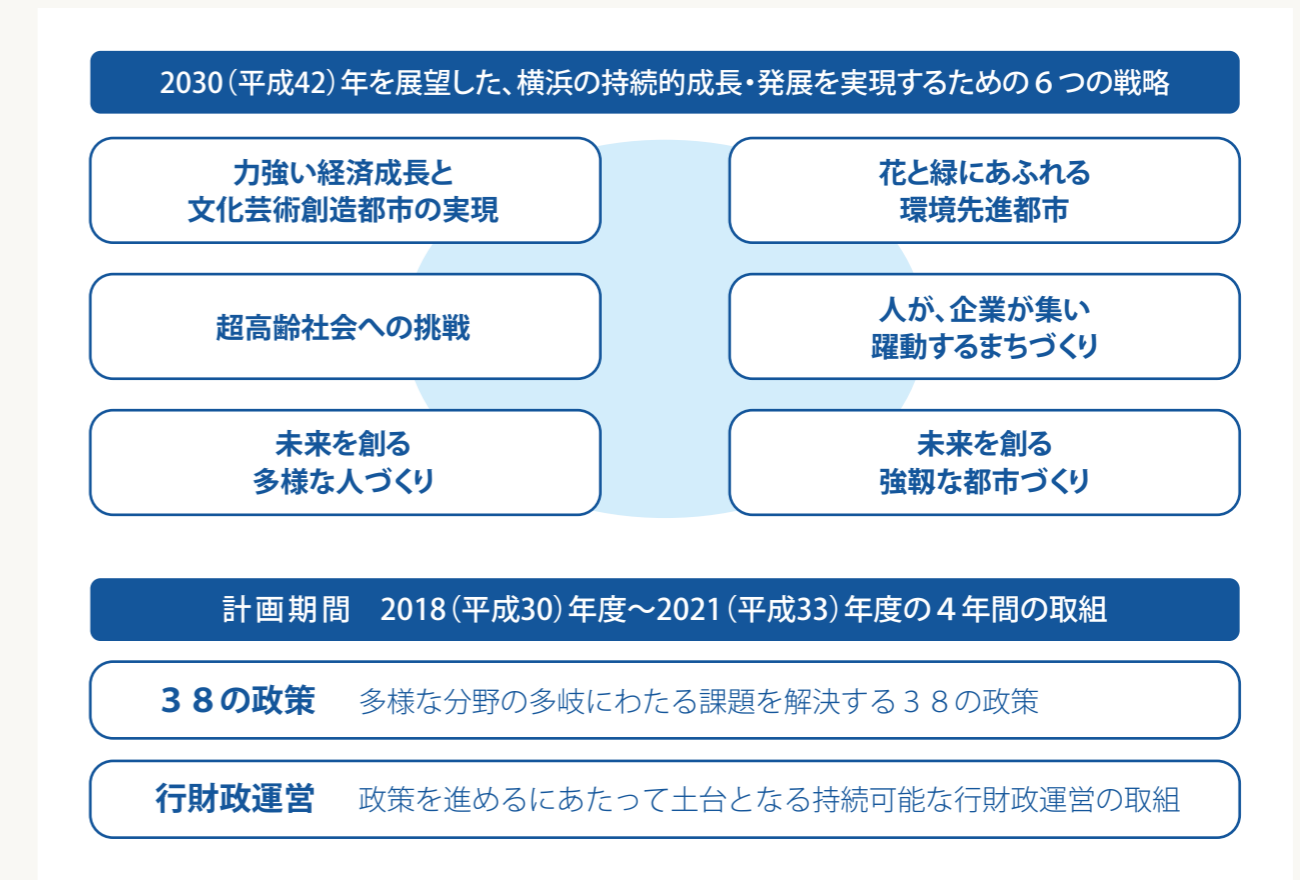 2030（平成42）年を展望した、横浜の持続的成長・発展を実現するための６つの戦略
力強い経済成長と
文化芸術創造都市の実現
花と緑にあふれる
環境先進都市
超高齢社会への挑戦
人が、企業が集い
躍動するまちづくり
未来を創る
多様な人づくり
未来を創る
強靱な都市づくり
計画期間　2018（平成30）年度～2021（平成33）年度の４年間の取組
３８の政策　多様な分野の多岐にわたる課題を解決する３８の政策
行財政運営　政策を進めるにあたって土台となる持続可能な行財政運営の取組